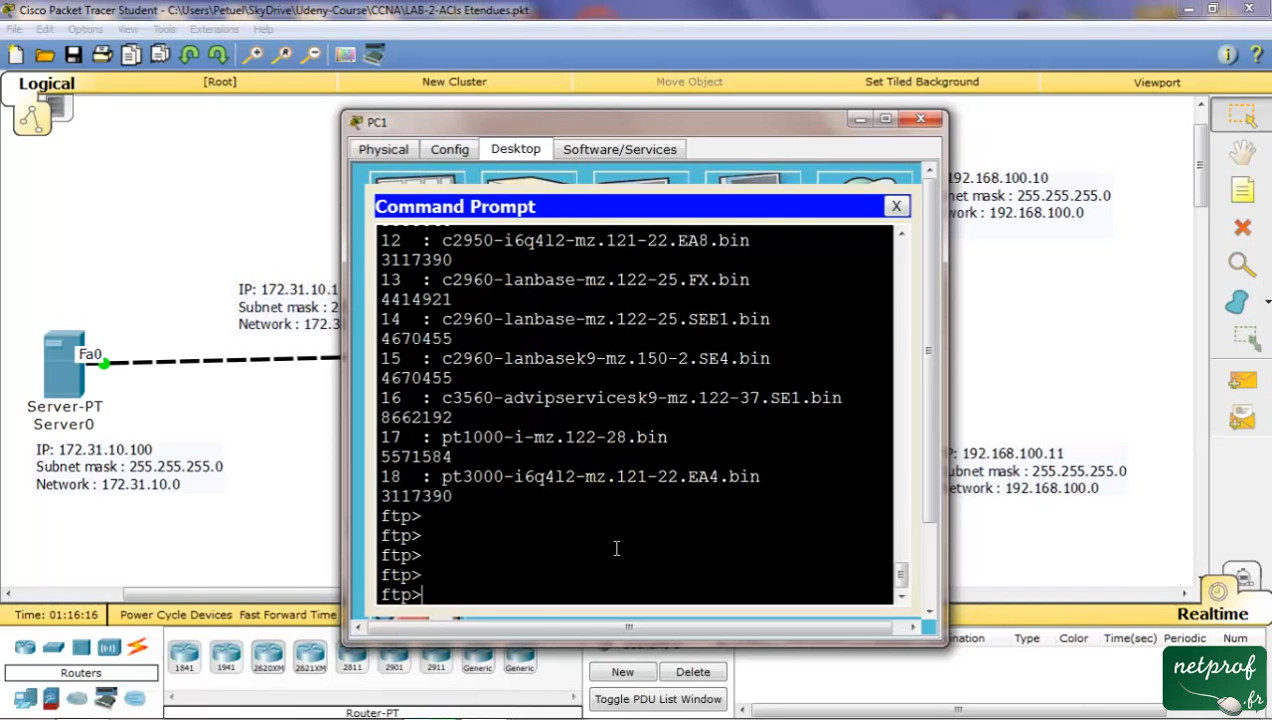 Cisco Packet Tracer Student - C:\Users\Petuel\SkyDrive\Udeny-Course\CCNA\LAB-2-ACIs Etendues.pkt
File Edit Options View Tools Extensions Help
Logical [Root] New Cluster Move Object Set Tiled Background Viewport
PC1
Physical Config Desktop Software/Services
Command Prompt X
12 : c2950-i6q4l2-mz.121-22.EA8.bin
3117390
13 : c2960-lanbase-mz.122-25.FX.bin
4414921
14 : c2960-lanbase-mz.122-25.SEE1.bin
4670455
15 : c2960-lanbasek9-mz.150-2.SE4.bin
4670455
16 : c3560-advipservicesk9-mz.122-37.SE1.bin
8662192
17 : pt1000-i-mz.122-28.bin
5571584
18 : pt3000-i6q4l2-mz.121-22.EA4.bin
3117390
ftp>
ftp>
ftp>
ftp>
ftp>
IP: 172.31.10.1
Subnet mask : 2
Network : 172.3
Fa0
Server-PT
Server0
IP: 172.31.10.100
Subnet mask : 255.255.255.0
Network : 172.31.10.0
192.168.100.10
net mask : 255.255.255.0
work : 192.168.100.0
: 192.168.100.11
ubnet mask : 255.255.255.0
etwork : 192.168.100.0
Time: 01:16:16 Power Cycle Devices Fast Forward Time
Realtime
Routers
1841 1941 2620XM 2621XM 2811 2901 2911 Generic Generic
Router-PT
New Delete
Toggle PDU List Window
ination Type Color Time(sec) Periodic Num
netprof
.fr